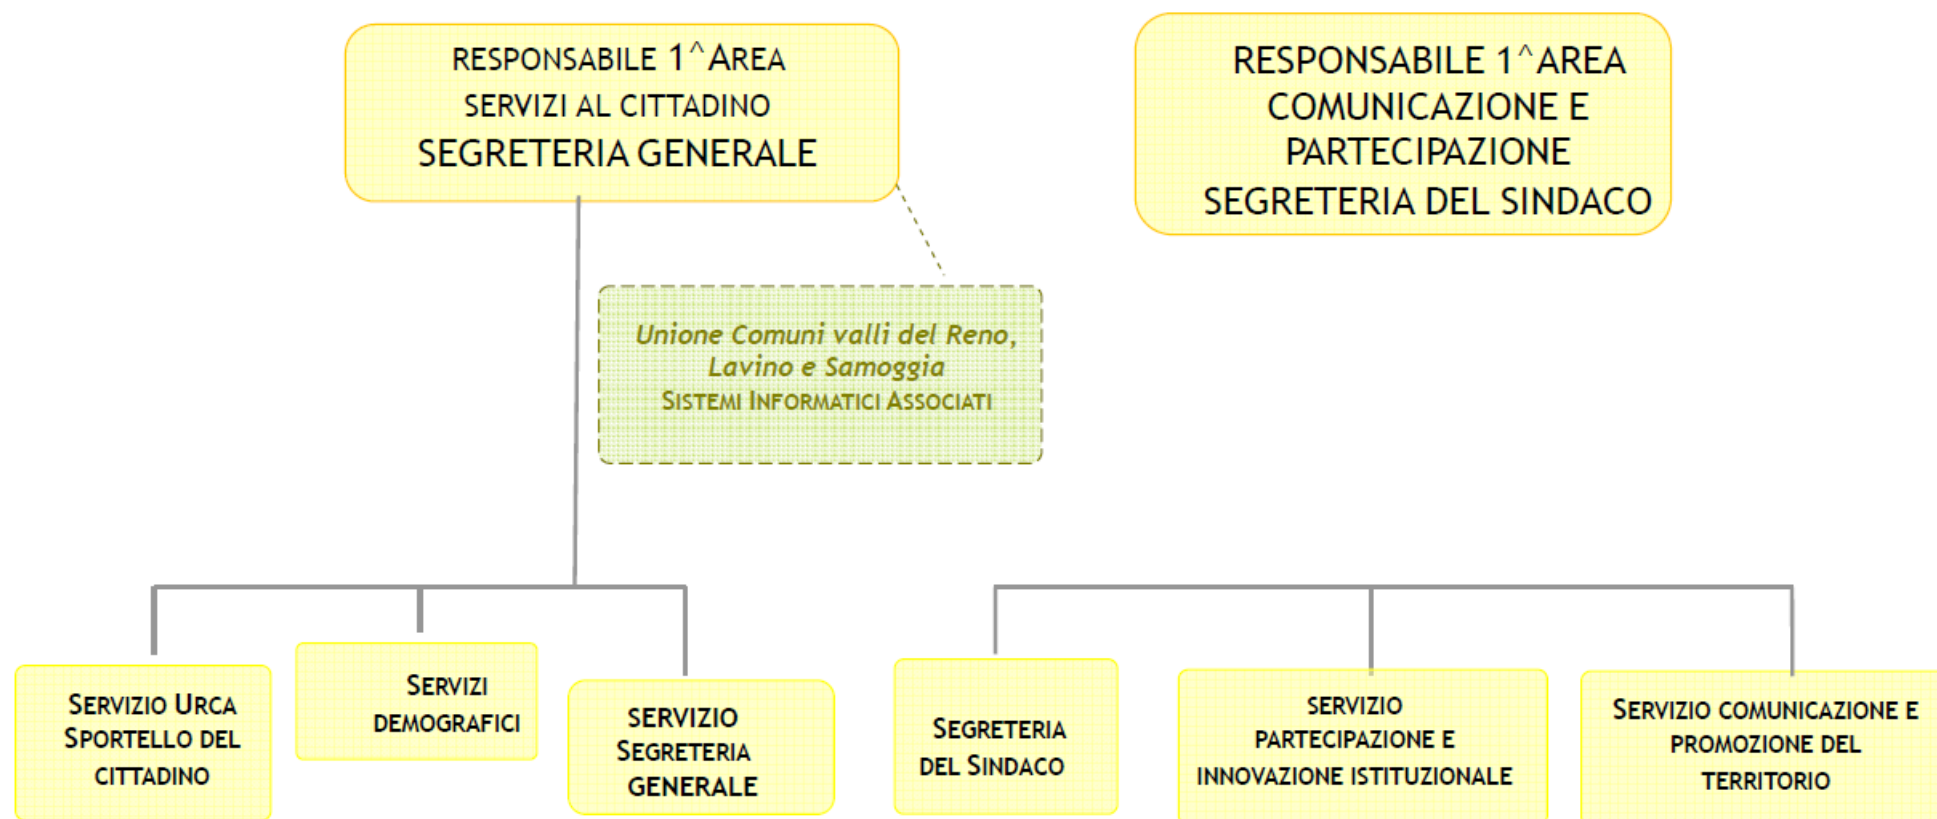 RESPONSABILE 1^AREA
SERVIZI AL CITTADINO
SEGRETERIA GENERALE
RESPONSABILE 1^AREA
COMUNICAZIONE E
PARTECIPAZIONE
SEGRETERIA DEL SINDACO
Unione Comuni valli del Reno,
Lavino e Samoggia
SISTEMI INFORMATICI ASSOCIATI
SERVIZIO URCA
SPORTELLO DEL
CITTADINO
SERVIZI
DEMOGRAFICI
SERVIZIO
SEGRETERIA
GENERALE
SEGRETERIA
DEL SINDACO
SERVIZIO
PARTECIPAZIONE E
INNOVAZIONE ISTITUZIONALE
SERVIZIO COMUNICAZIONE E
PROMOZIONE DEL
TERRITORIO